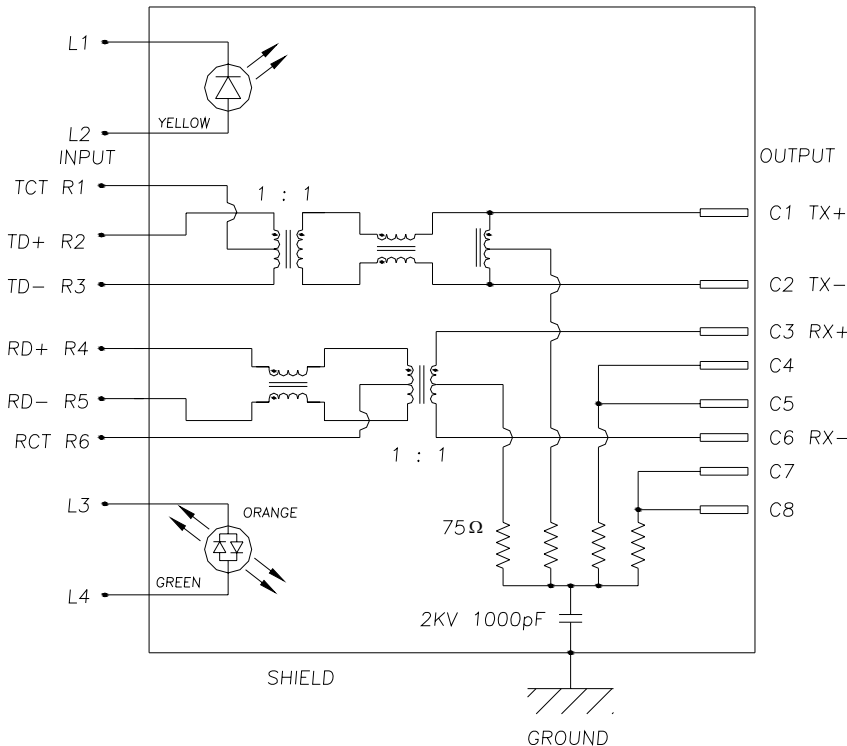 L1
L2
YELLOW
INPUT
OUTPUT
TCT R1
1 : 1
C1 TX+
TD+ R2
TD- R3
C2 TX-
C3 RX+
RD+ R4
C4
RD- R5
C5
RCT R6
C6 RX-
1 : 1
C7
L3
ORANGE
C8
75Ω
GREEN
L4
2KV 1000pF
SHIELD
GROUND